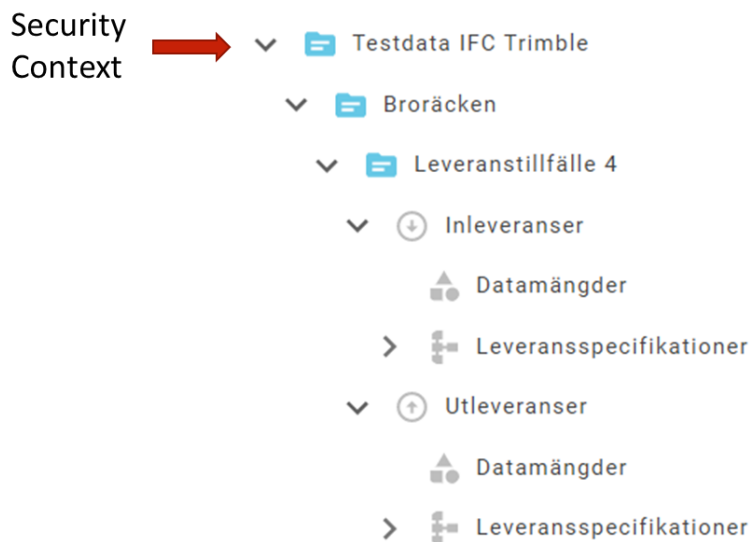 Security
Context
Testdata IFC Trimble
Broräcken
Leveranstillfälle 4
Inleveranser
Datamängder
Leveransspecifikationer
Utleveranser
Datamängder
Leveransspecifikationer